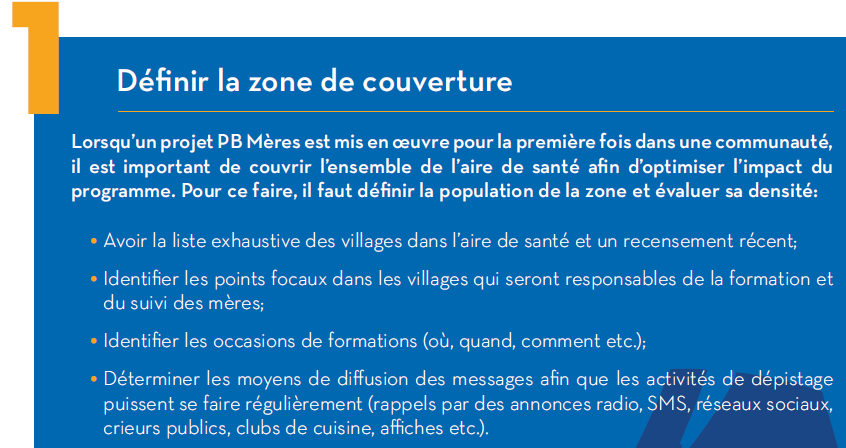 1
Définir la zone de couverture
Lorsqu'un projet PB Mères est mis en œuvre pour la première fois dans une communauté,
il est important de couvrir l'ensemble de l'aire de santé afin d'optimiser l'impact du
programme. Pour ce faire, il faut définir la population de la zone et évaluer sa densité:
• Avoir la liste exhaustive des villages dans l'aire de santé et un recensement récent;
• Identifier les points focaux dans les villages qui seront responsables de la formation et
du suivi des mères;
• Identifier les occasions de formations (où, quand, comment etc.);
• Déterminer les moyens de diffusion des messages afin que les activités de dépistage
puissent se faire régulièrement (rappels par des annonces radio, SMS, réseaux sociaux,
crieurs publics, clubs de cuisine, affiches etc.).